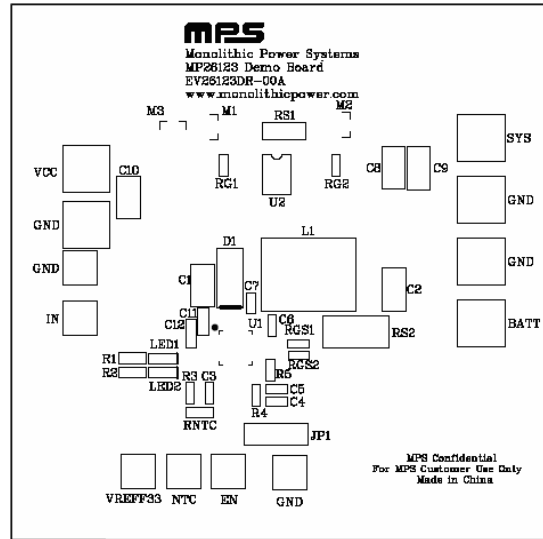 MPS
Monolithic Power Systems
MP26123 Demo Board
EV26123DR-00A
www.monolithicpower.com
M3
M1
RS1
M2
SYS
VCC
C10
RG1
U2
RG2
C8
C9
GND
GND
D1
L1
GND
GND
C1
C7
C2
IN
C11
C12
U1
C6
RGS1
RS2
BATT
LED1
R1
RGS2
R2
LED2
R3
C3
R5
C5
C4
R4
RNTC
JP1
MPS Confidential
For MPS Customer Use Only
Made in China
VREFF33
NTC
EN
GND